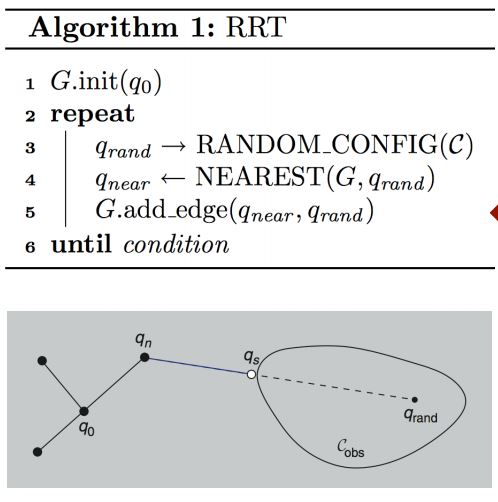 Algorithm 1: RRT
1 G.init(q0)
2 repeat
3 qrand → RANDOM_CONFIG(C)
4 qnear ← NEAREST(G, qrand)
5 G.add_edge(qnear, qrand)
6 until condition
qn
qs
q0
qrand
Cobs